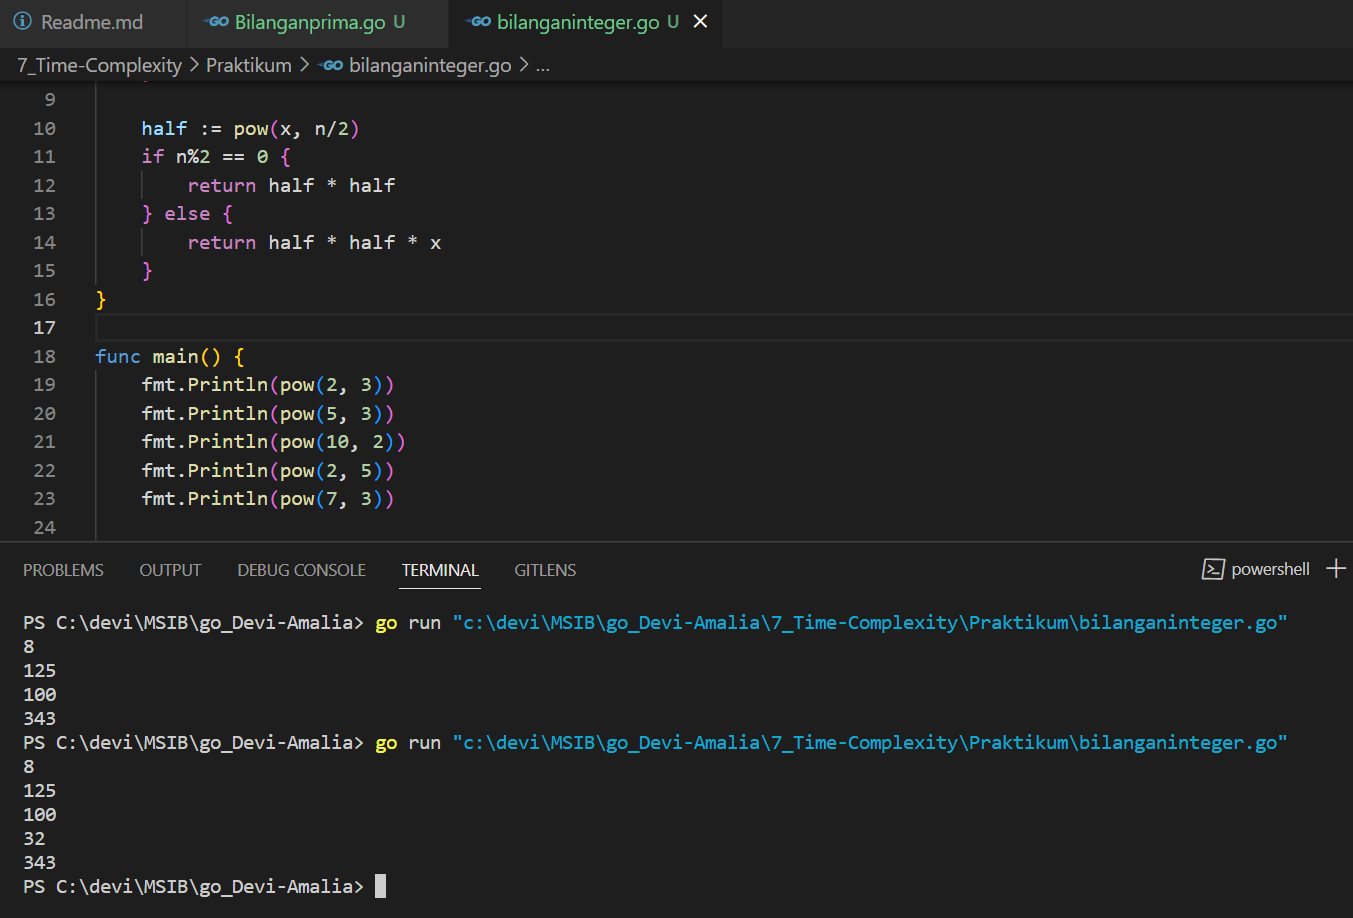 Readme.md GO Bilanganprima.go U GO bilanganinteger.go U
7_Time-Complexity > Praktikum > GO bilanganinteger.go > ...
9
10 half := pow(x, n/2)
11 if n%2 == 0 {
12 return half * half
13 } else {
14 return half * half * x
15 }
16 }
17
18 func main() {
19 fmt.Println(pow(2, 3))
20 fmt.Println(pow(5, 3))
21 fmt.Println(pow(10, 2))
22 fmt.Println(pow(2, 5))
23 fmt.Println(pow(7, 3))
24
PROBLEMS OUTPUT DEBUG CONSOLE TERMINAL GITLENS powershell
PS C:\devi\MSIB\go_Devi-Amalia> go run "c:\devi\MSIB\go_Devi-Amalia\7_Time-Complexity\Praktikum\bilanganinteger.go"
8
125
100
343
PS C:\devi\MSIB\go_Devi-Amalia> go run "c:\devi\MSIB\go_Devi-Amalia\7_Time-Complexity\Praktikum\bilanganinteger.go"
8
125
100
32
343
PS C:\devi\MSIB\go_Devi-Amalia>